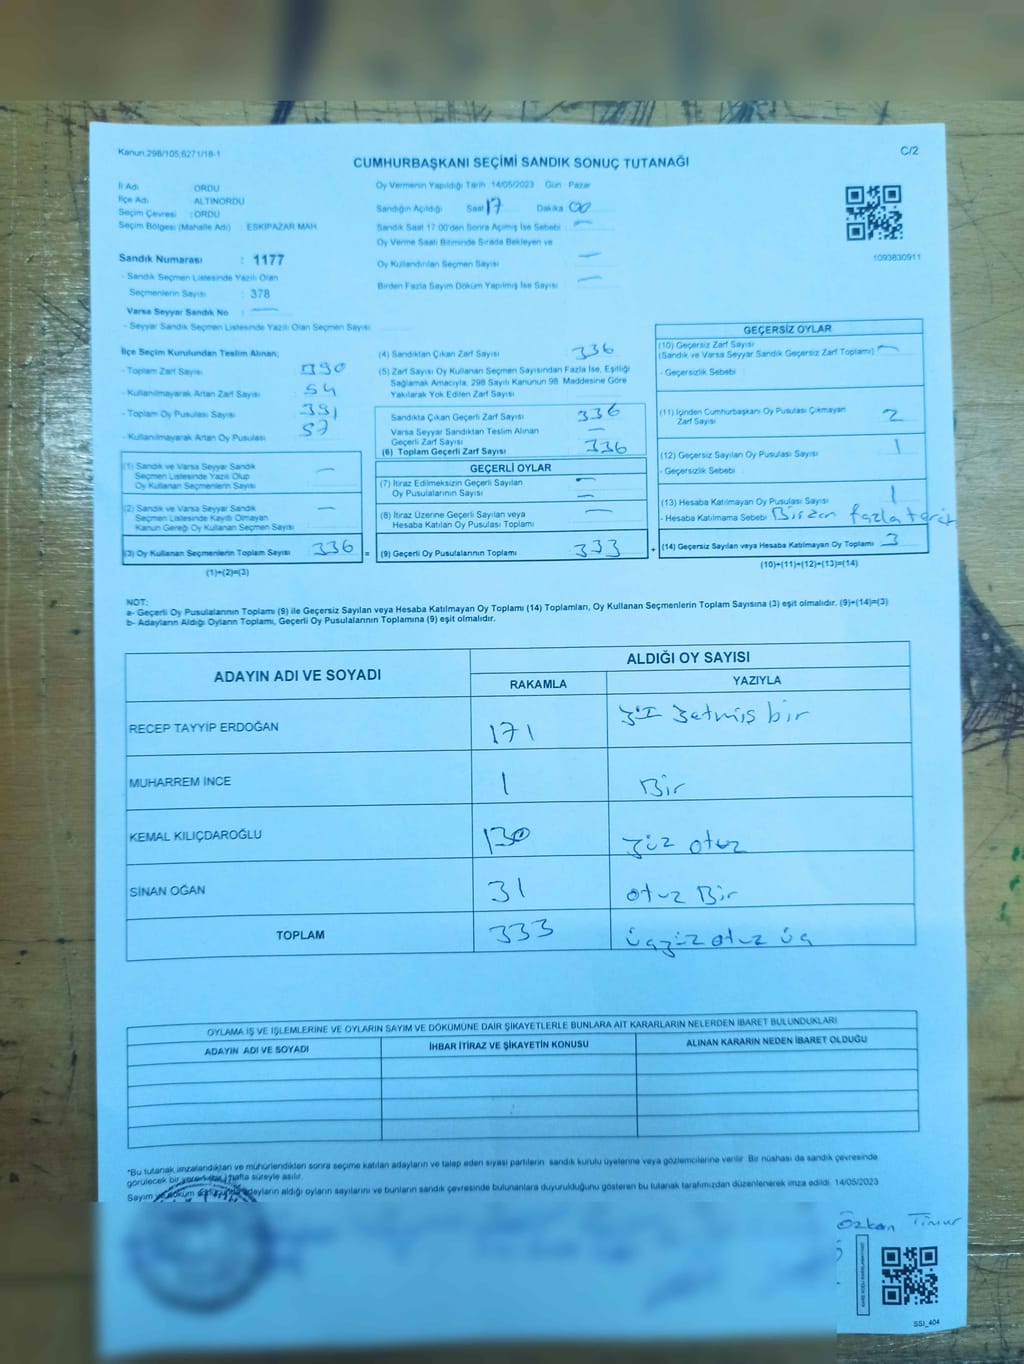 Kanun.298/105;6271/18-1
C/2
CUMHURBAŞKANI SEÇİMİ SANDIK SONUÇ TUTANAĞI
İl Adı ORDU
İlçe Adı ALTINORDU
Seçim Çevresi : ORDU
Seçim Bölgesi (Mahalle Adı) ESKİPAZAR MAH
Oy Vermenin Yapıldığı Tarih :14/05/2023 Gün Pazar
Sandığın Açıldığı Saat 17 Dakika 00
Sandık Saat 17 00'den Sonra Açımış İse Sebebi : —
Oy Verme Saati Bitiminde Sırada Bekleyen ve
Oy Kullandırılan Seçmen Sayısı —
Birden Fazla Sayım Döküm Yapılmış İse Sayısı —
1093830911
Sandık Numarası : 1177
- Sandık Seçmen Listesinde Yazılı Olan
Seçmenlerin Sayısı : 378
Varsa Seyyar Sandık No : —
- Seyyar Sandık Seçmen Listesinde Yazılı Olan Seçmen Sayısı
İlçe Seçim Kurulundan Teslim Alınan;
- Toplam Zarf Sayısı 390
- Kullanılmayarak Artan Zarf Sayısı 54
- Toplam Oy Pusulası Sayısı 391
- Kullanılmayarak Artan Oy Pusulası 57
(1) Sandık ve Varsa Seyyar Sandık
Seçmen Listesinde Yazılı Olup
Oy Kullanan Seçmenlerin Sayısı —
(2) Sandık ve Varsa Seyyar Sandık
Seçmen Listesinde Kayıtlı Olmayan
Kanun Gereği Oy Kullanan Seçmen Sayısı —
(3) Oy Kullanan Seçmenlerin Toplam Sayısı 336 =
(1)+(2)=(3)
(4) Sandıktan Çıkan Zarf Sayısı 336
(5) Zarf Sayısı Oy Kullanan Seçmen Sayısından Fazla İse, Eşitliği
Sağlamak Amacıyla, 298 Sayılı Kanunun 98. Maddesine Göre
Yakılarak Yok Edilen Zarf Sayısı
Sandıkta Çıkan Geçerli Zarf Sayısı 336
Varsa Seyyar Sandıktan Teslim Alınan
Geçerli Zarf Sayısı —
(6) Toplam Geçerli Zarf Sayısı 336
GEÇERLİ OYLAR
(7) İtiraz Edilmeksizin Geçerli Sayılan
Oy Pusulalarının Sayısı —
(8) İtiraz Üzerine Geçerli Sayılan veya
Hesaba Katılan Oy Pusulası Toplamı —
(9) Geçerli Oy Pusulalarının Toplamı 333 +
GEÇERSİZ OYLAR
(10) Geçersiz Zarf Sayısı
(Sandık ve Varsa Seyyar Sandık Geçersiz Zarf Toplamı) —
- Geçersizlik Sebebi
(11) İçinden Cumhurbaşkanı Oy Pusulası Çıkmayan
Zarf Sayısı 2
(12) Geçersiz Sayılan Oy Pusulası Sayısı 1
- Geçersizlik Sebebi
(13) Hesaba Katılmayan Oy Pusulası Sayısı 1
- Hesaba Katılmama Sebebi fazla
(14) Geçersiz Sayılan veya Hesaba Katılmayan Oy Toplamı 3
(10)+(11)+(12)+(13)=(14)
NOT:
a- Geçerli Oy Pusulalarının Toplamı (9) ile Geçersiz Sayılan veya Hesaba Katılmayan Oy Toplamı (14) Toplamları, Oy Kullanan Seçmenlerin Toplam Sayısına (3) eşit olmalıdır. (9)+(14)=(3)
b- Adayların Aldığı Oyların Toplamı, Geçerli Oy Pusulalarının Toplamına (9) eşit olmalıdır.
ADAYIN ADI VE SOYADI
ALDIĞI OY SAYISI
RAKAMLA YAZIYLA
RECEP TAYYİP ERDOĞAN 171 yüz yetmiş bir
MUHARREM İNCE 1 Bir
KEMAL KILIÇDAROĞLU 130 yüz otuz
SİNAN OĞAN 31 otuz Bir
TOPLAM 333 üçyüz otuz üç
OYLAMA İŞ VE İŞLEMLERİNE VE OYLARIN SAYIM VE DÖKÜMÜNE DAİR ŞİKAYETLERLE BUNLARA AİT KARARLARIN NELERDEN İBARET BULUNDUKLARI
ADAYIN ADI VE SOYADI İHBAR İTİRAZ VE ŞİKAYETİN KONUSU ALINAN KARARIN NEDEN İBARET OLDUĞU
*Bu tutanak imzalandıktan ve mühürlendikten sonra seçime katılan adayların ve talep eden siyasi partilerin sandık kurulu üyelerine veya gözlemcilerine verilir. Bir nüshası da sandık çevresinde
görülecek bir yere 1 hafta süreyle asılır.
Sayım ve döküm adayların aldığı oyların sayılarını ve bunların sandık çevresinde bulunanlara duyurulduğunu gösteren bu tutanak tarafımızdan düzenlenerek imza edildi. 14/05/2023
Özkan Timur
SSI_404